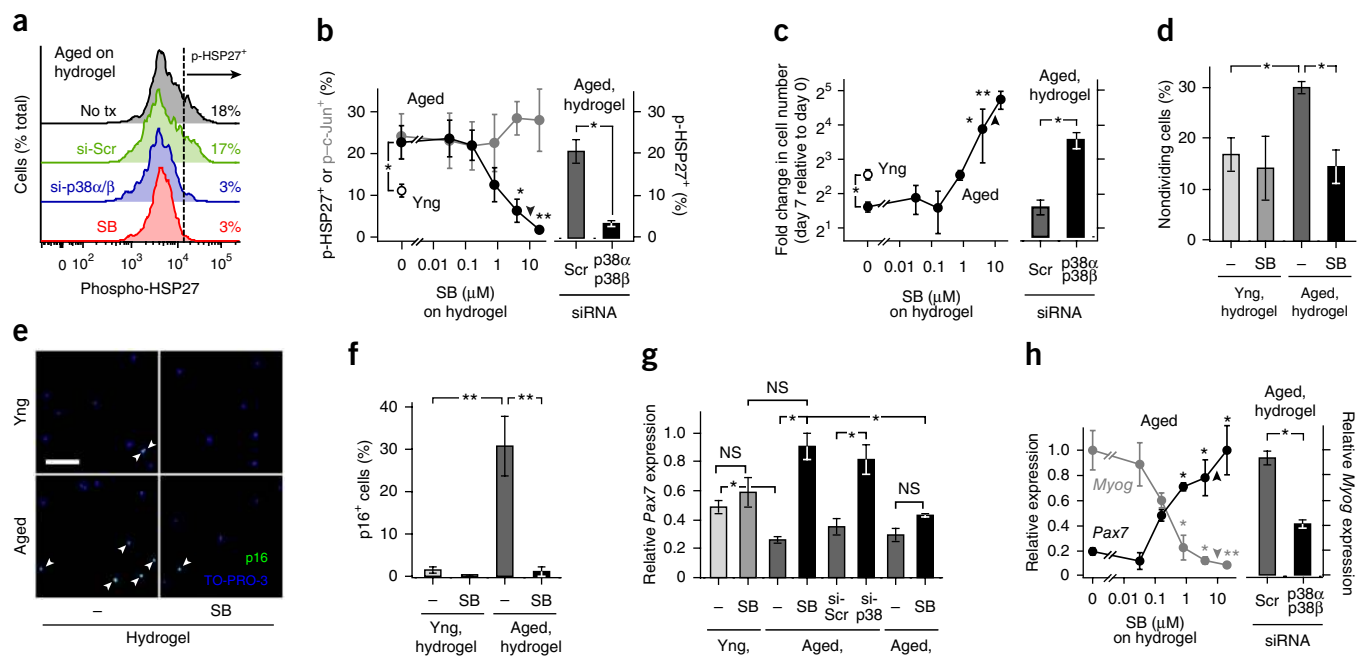 a
Aged on
hydrogel
p-HSP27+
No tx
18%
si-Scr
17%
si-p38α/β
3%
SB
3%
Cells (% total)
0 10² 10³ 10⁴ 10⁵
Phospho-HSP27
b
p-HSP27+ or p–c-Jun+ (%)
Aged
Yng
*
*
**
30
20
10
0
0 0.01 0.1 1 10
SB (μM)
on hydrogel
Aged,
hydrogel
*
30
20
10
0
p-HSP27+ (%)
Scr
p38α
p38β
siRNA
c
Fold change in cell number
(day 7 relative to day 0)
2⁵
2⁴
2³
2²
2¹
Yng
*
Aged
*
**
0 0.01 0.1 1 10
SB (μM)
on hydrogel
Aged,
hydrogel
*
Scr
p38α
p38β
siRNA
d
Nondividing cells (%)
30
20
10
0
*
*
– SB – SB
Yng,
hydrogel
Aged,
hydrogel
e
Yng
Aged
p16
TO-PRO-3
– SB
Hydrogel
f
p16+ cells (%)
40
30
20
10
0
**
**
– SB – SB
Yng,
hydrogel
Aged,
hydrogel
g
Relative Pax7 expression
1.0
0.8
0.6
0.4
0.2
0
NS
NS
*
*
*
*
NS
– SB – SB si-Scr si-p38 – SB
Yng,
Aged,
Aged,
h
Relative expression
1.0
0.8
0.6
0.4
0.2
0
Aged
Myog
Pax7
*
*
*
*
*
**
0 0.01 0.1 1 10
SB (μM)
on hydrogel
Aged,
hydrogel
*
Relative Myog expression
Scr
p38α
p38β
siRNA